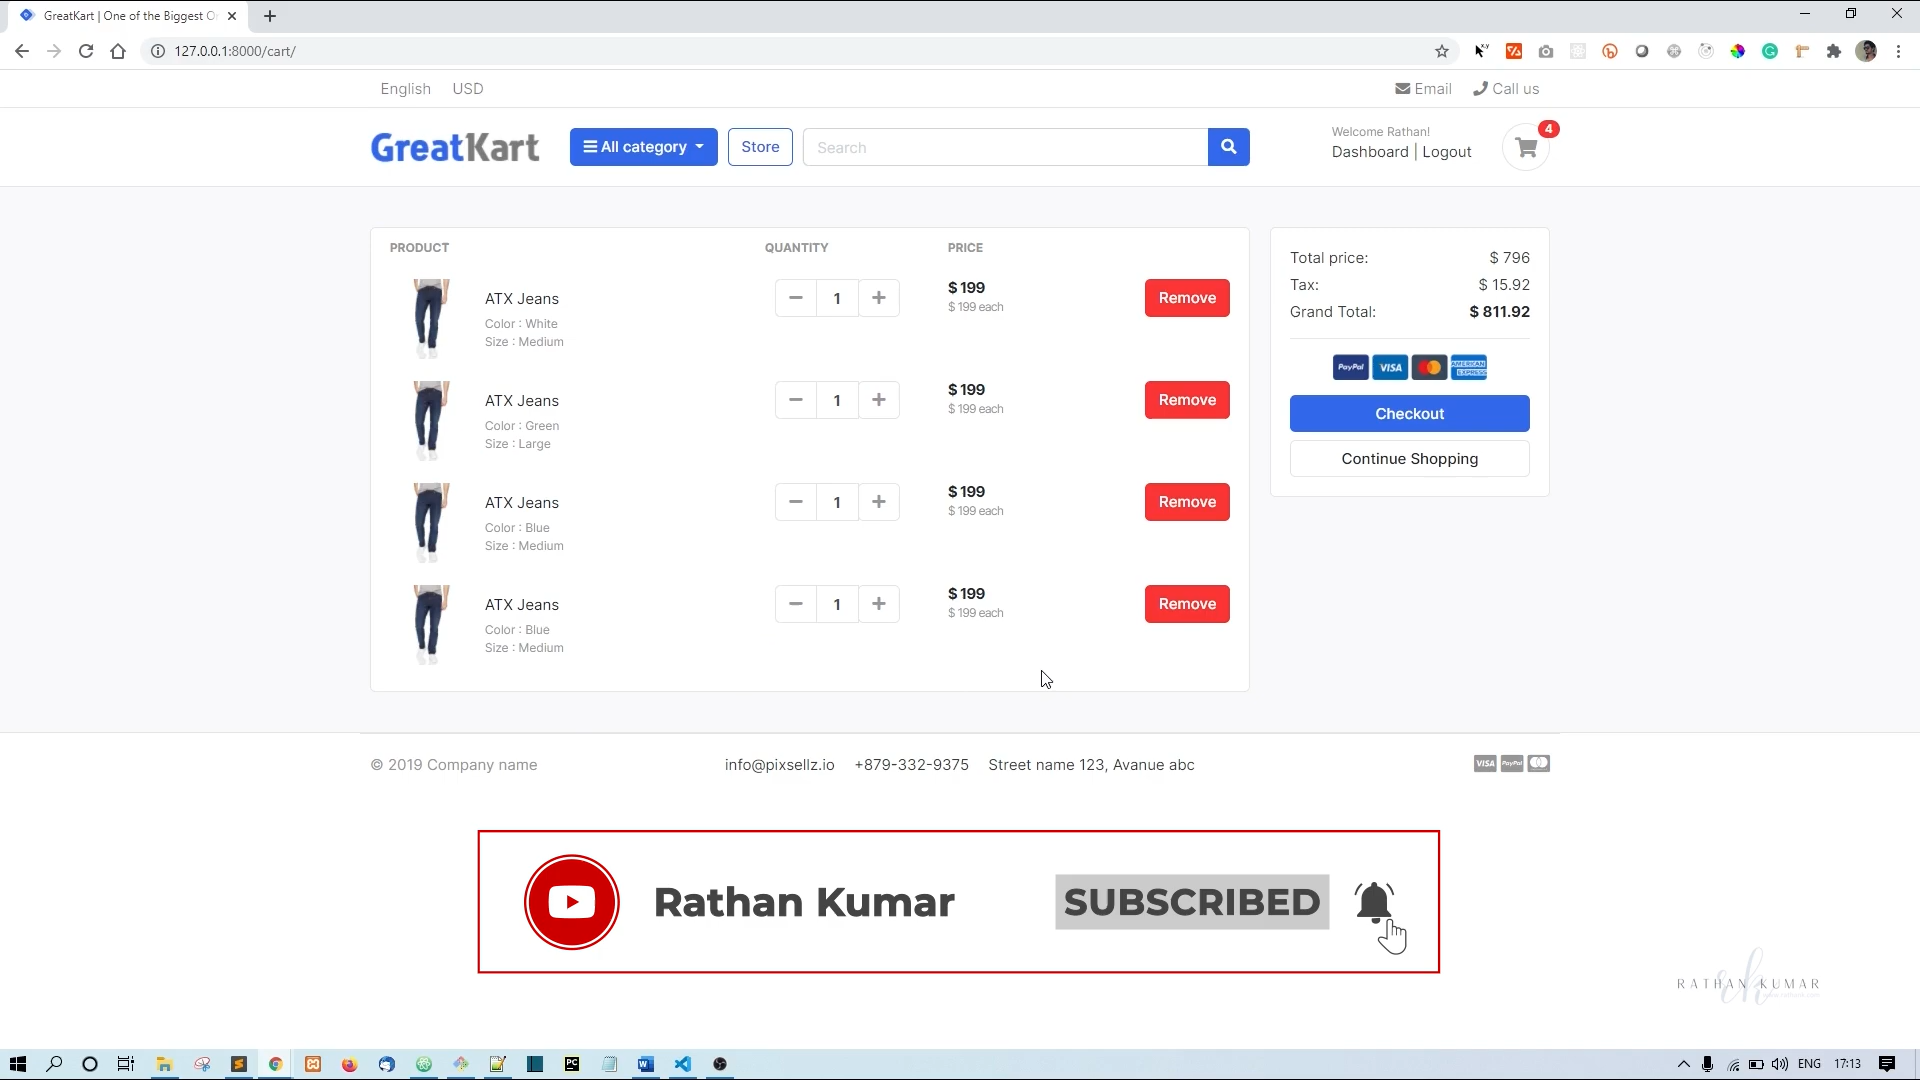 GreatKart | One of the Biggest O
127.0.0.1:8000/cart/
English USD
Email Call us
GreatKart
All category
Store
Search
Welcome Rathan!
Dashboard | Logout
4
PRODUCT QUANTITY PRICE
ATX Jeans
Color : White
Size : Medium
1
$ 199
$ 199 each
Remove
ATX Jeans
Color : Green
Size : Large
1
$ 199
$ 199 each
Remove
ATX Jeans
Color : Blue
Size : Medium
1
$ 199
$ 199 each
Remove
ATX Jeans
Color : Blue
Size : Medium
1
$ 199
$ 199 each
Remove
Total price: $ 796
Tax: $ 15.92
Grand Total: $ 811.92
PayPal VISA AMERICAN EXPRESS
Checkout
Continue Shopping
© 2019 Company name
info@pixsellz.io +879-332-9375 Street name 123, Avanue abc
VISA PayPal
Rathan Kumar SUBSCRIBED
RATHAN KUMAR
ENG 17:13